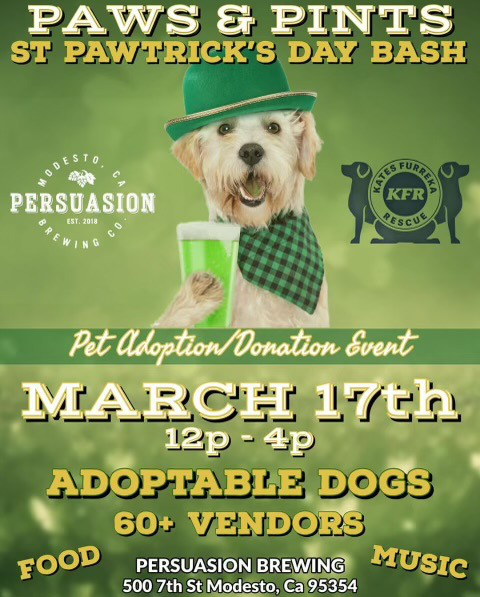 PAWS & PINTS
ST PAWTRICK'S DAY BASH
MODESTO, CA
PERSUASION
EST. 2018
BREWING CO.
KATES FURREKA
KFR
RESCUE
Pet Adoption/Donation Event
MARCH 17th
12p - 4p
ADOPTABLE DOGS
60+ VENDORS
FOOD
MUSIC
PERSUASION BREWING
500 7th St Modesto, Ca 95354